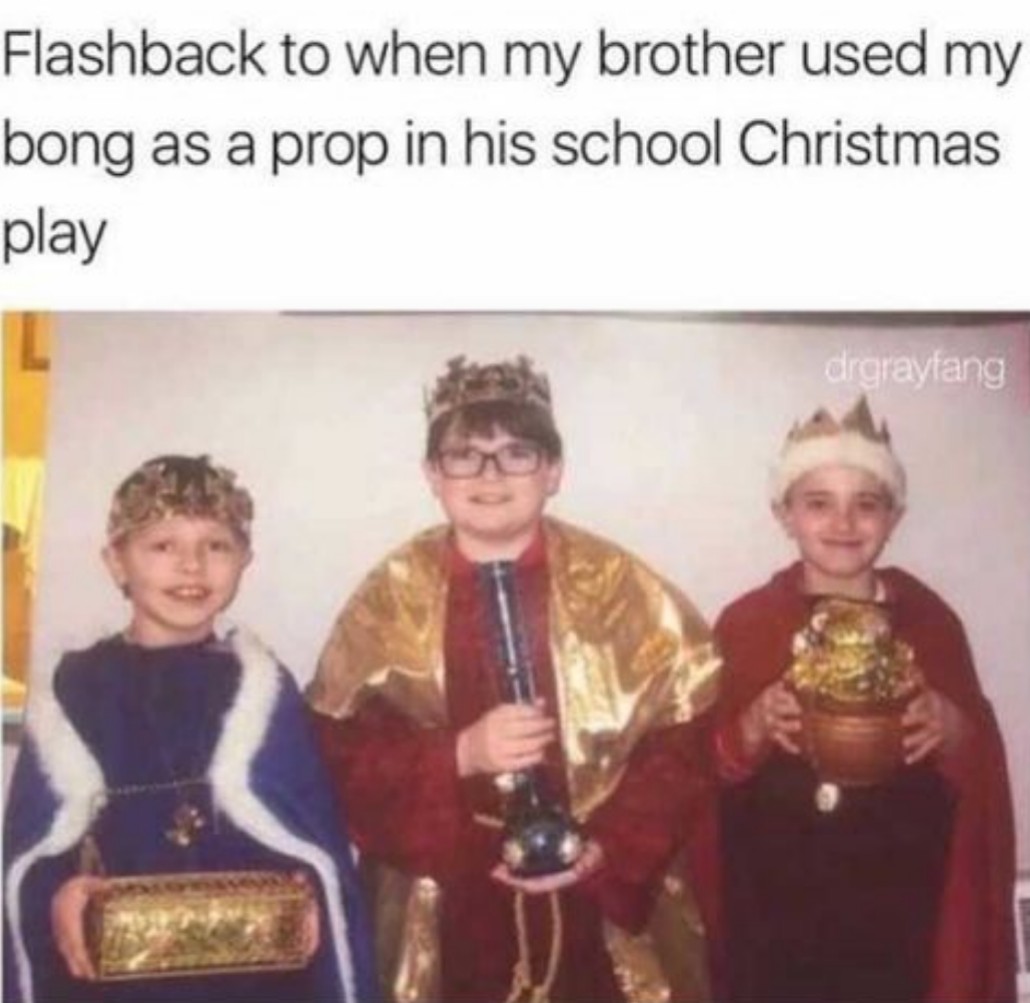 Flashback to when my brother used my
bong as a prop in his school Christmas
play
drgrayfang